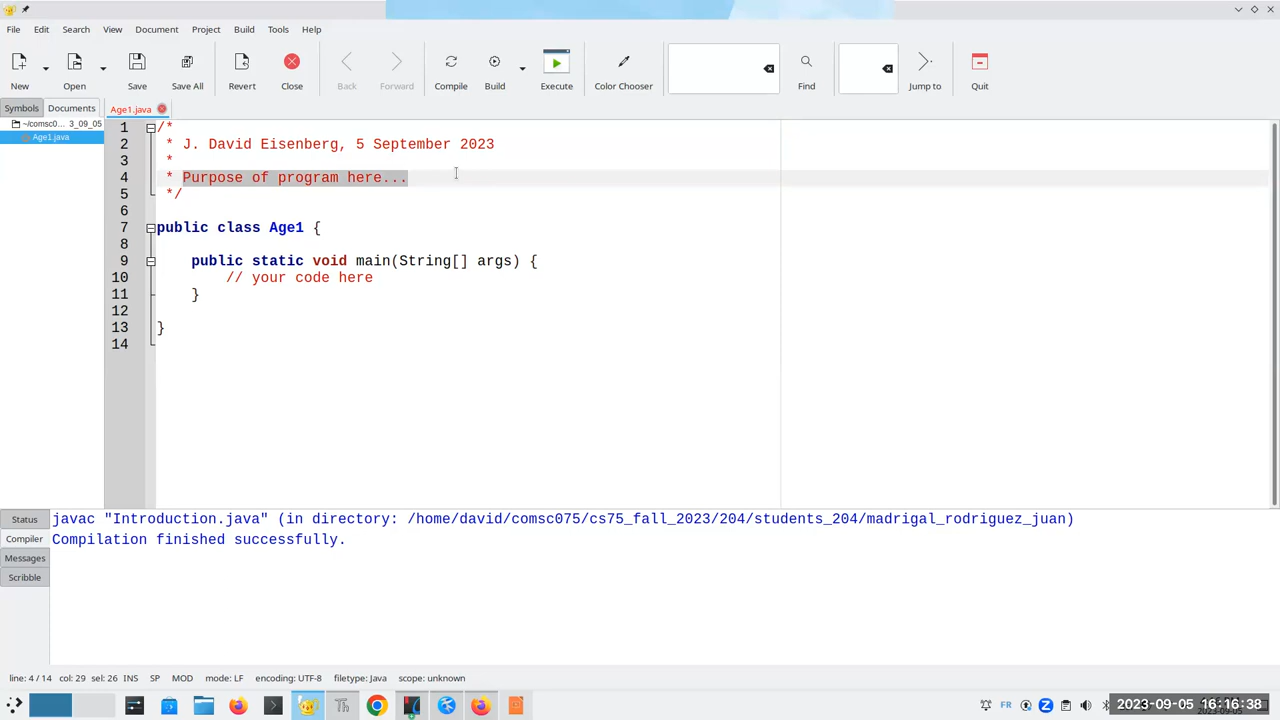 File Edit Search View Document Project Build Tools Help
New Open Save Save All Revert Close Back Forward Compile Build Execute Color Chooser Find Jump to Quit
Symbols Documents Age1.java
~/comsc0... 3_09_05
Age1.java
1 /*
2 * J. David Eisenberg, 5 September 2023
3 *
4 * Purpose of program here...
5 */
6
7 public class Age1 {
8
9 public static void main(String[] args) {
10 // your code here
11 }
12
13 }
14
Status
Compiler
Messages
Scribble
javac "Introduction.java" (in directory: /home/david/comsc075/cs75_fall_2023/204/students_204/madrigal_rodriguez_juan)
Compilation finished successfully.
line: 4 / 14 col: 29 sel: 26 INS SP MOD mode: LF encoding: UTF-8 filetype: Java scope: unknown
Th FR Z 2023-09-05 16:16:38